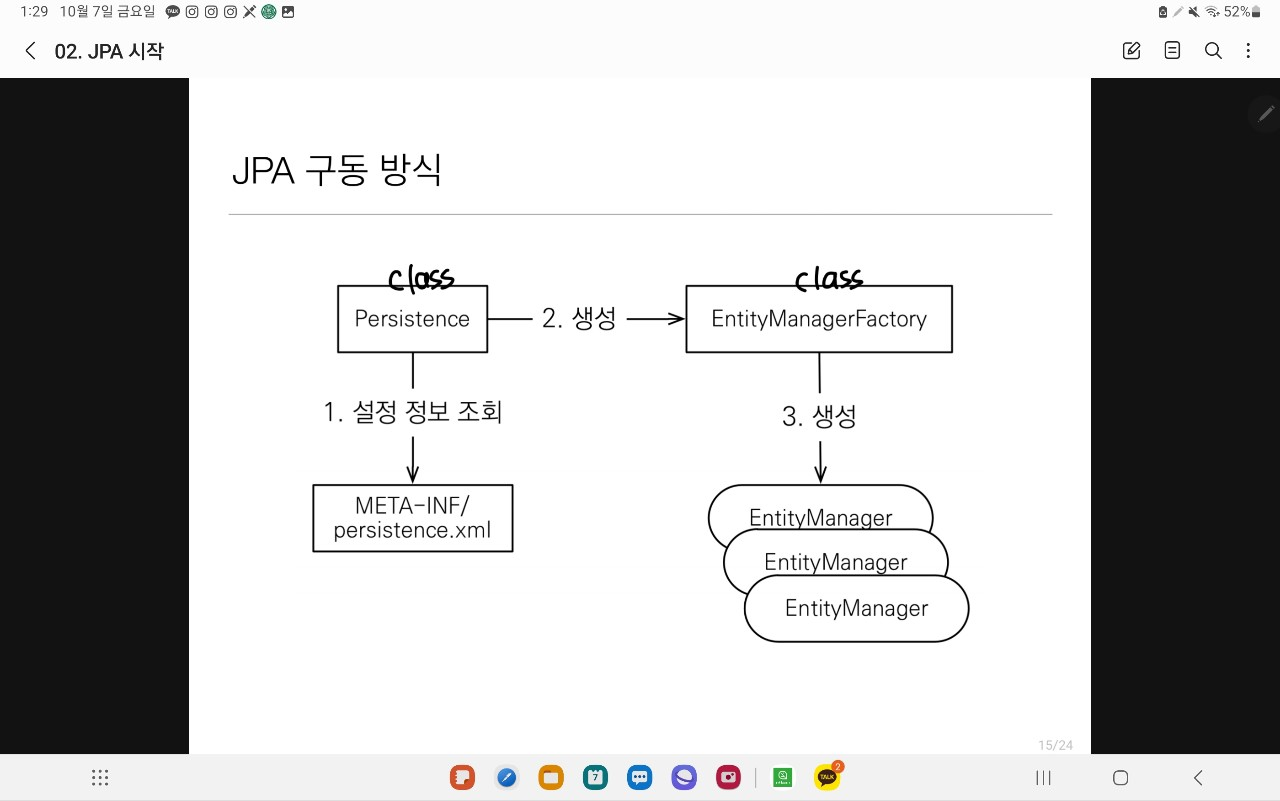 1:29 10월 7일 금요일 TALK 52%
02. JPA 시작
JPA 구동 방식
class
class
Persistence
2. 생성
EntityManagerFactory
1. 설정 정보 조회
3. 생성
META-INF/
persistence.xml
EntityManager
EntityManager
EntityManager
15/24
7
TALK
2